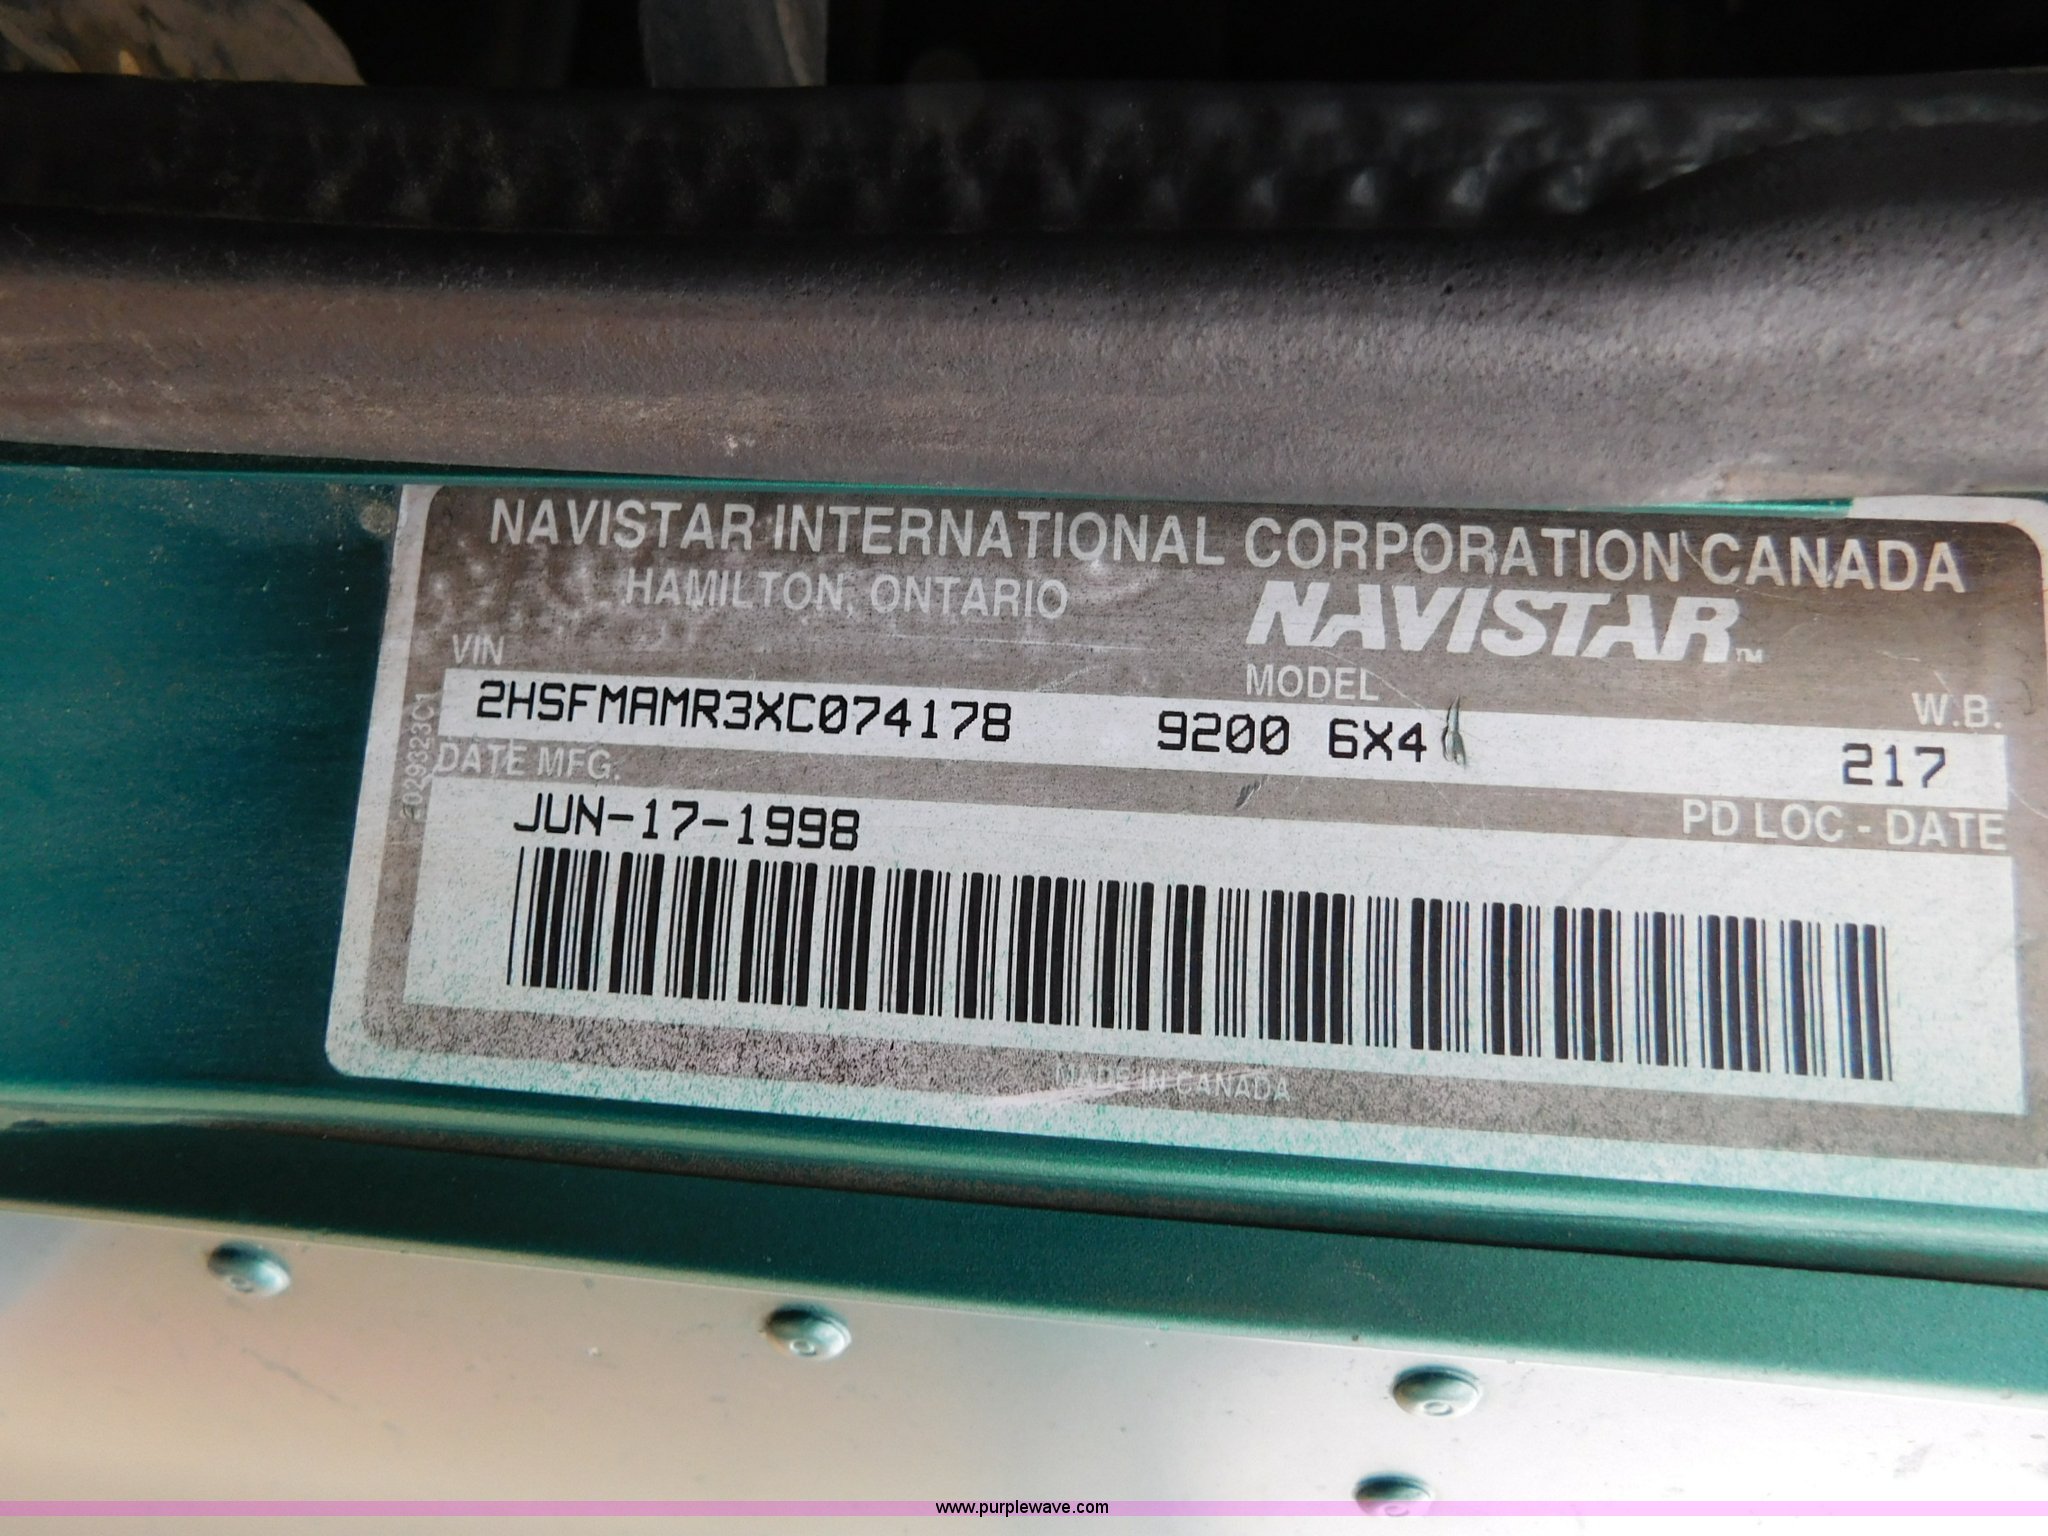 NAVISTAR INTERNATIONAL CORPORATION CANADA
HAMILTON, ONTARIO
NAVISTAR™
VIN
MODEL
W.B.
2HSFMAMR3XC074178 9200 6X4 217
DATE MFG.
PD LOC - DATE
JUN-17-1998
MADE IN CANADA
www.purplewave.com